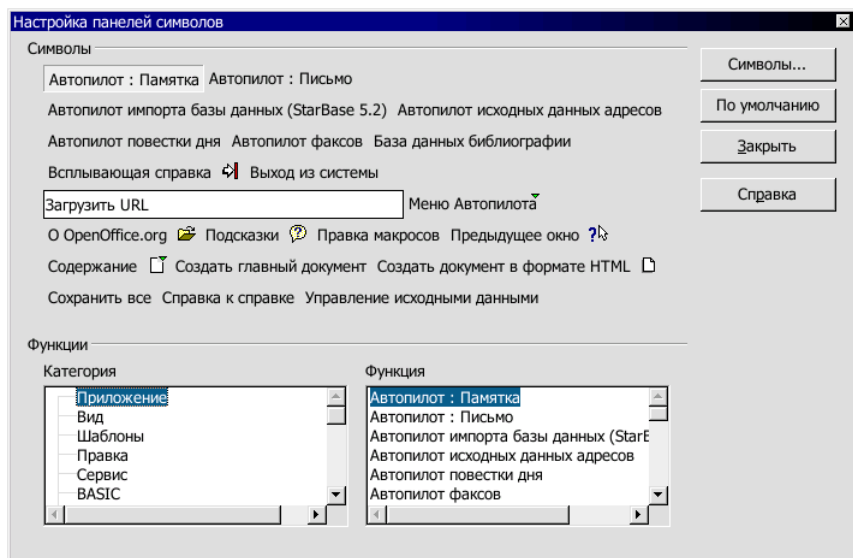 Настройка панелей символов
Символы
Символы...
Автопилот : Памятка Автопилот : Письмо
По умолчанию
Автопилот импорта базы данных (StarBase 5.2) Автопилот исходных данных адресов
Автопилот повестки дня Автопилот факсов База данных библиографии
Закрыть
Всплывающая справка Выход из системы
Справка
Загрузить URL Меню Автопилота
О OpenOffice.org Подсказки Правка макросов Предыдущее окно
Содержание Создать главный документ Создать документ в формате HTML
Сохранить все Справка к справке Управление исходными данными
Функции
Категория
Приложение
Вид
Шаблоны
Правка
Сервис
BASIC
Функция
Автопилот : Памятка
Автопилот : Письмо
Автопилот импорта базы данных (StarE
Автопилот исходных данных адресов
Автопилот повестки дня
Автопилот факсов